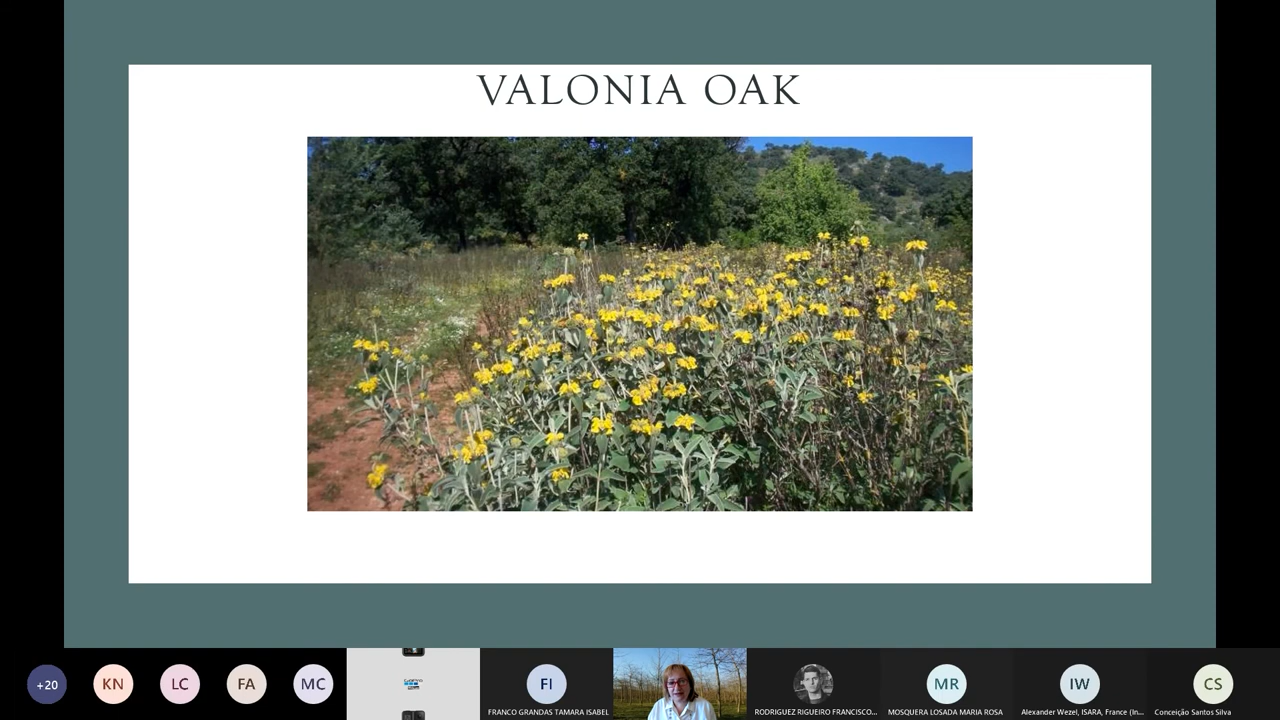 VALONIA OAK
+20
KN
LC
FA
MC
GoPro
FI
FRANCO GRANDAS TAMARA ISABEL
RODRIGUEZ RIGUEIRO FRANCISCO...
MR
MOSQUERA LOSADA MARIA ROSA
IW
Alexander Wezel, ISARA, France (In...
CS
Conceição Santos Silva